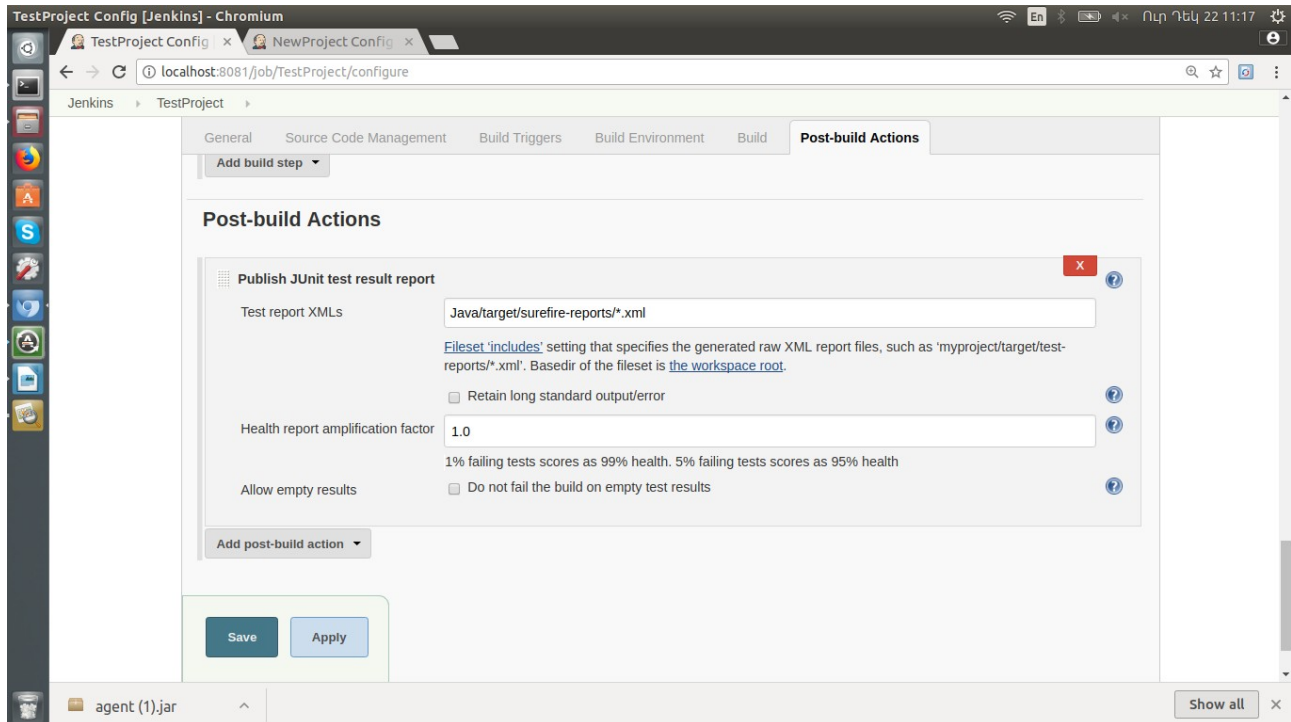 TestProject Config [Jenkins] - Chromium
En
Ուր Դեկ 22 11:17
TestProject Config
NewProject Config
localhost:8081/job/TestProject/configure
Jenkins
TestProject
General
Source Code Management
Build Triggers
Build Environment
Build
Post-build Actions
Add build step
Post-build Actions
X
Publish JUnit test result report
Test report XMLs
Java/target/surefire-reports/*.xml
Fileset ‘includes’ setting that specifies the generated raw XML report files, such as ‘myproject/target/test-
reports/*.xml’. Basedir of the fileset is the workspace root.
Retain long standard output/error
Health report amplification factor
1.0
1% failing tests scores as 99% health. 5% failing tests scores as 95% health
Allow empty results
Do not fail the build on empty test results
Add post-build action
Save
Apply
agent (1).jar
Show all